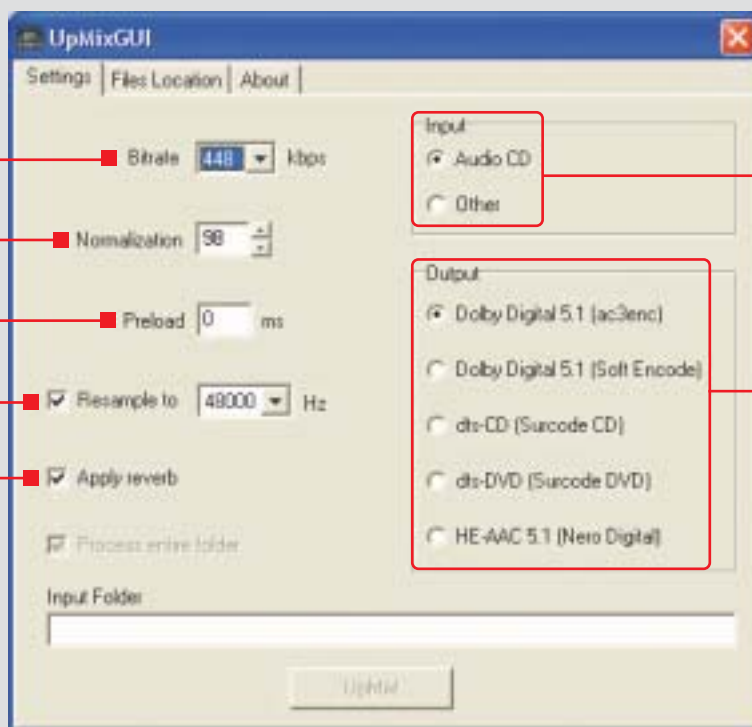 UpMixGUI
Settings Files Location About
Bitrate 448 kbps
Normalization 98
Preload 0 ms
Resample to 48000 Hz
Apply reverb
Process entire folder
Input
Audio CD
Other
Output
Dolby Digital 5.1 (ac3enc)
Dolby Digital 5.1 (Soft Encode)
dts-CD (Surcode CD)
dts-DVD (Surcode DVD)
HE-AAC 5.1 (Nero Digital)
Input Folder
UpMix!